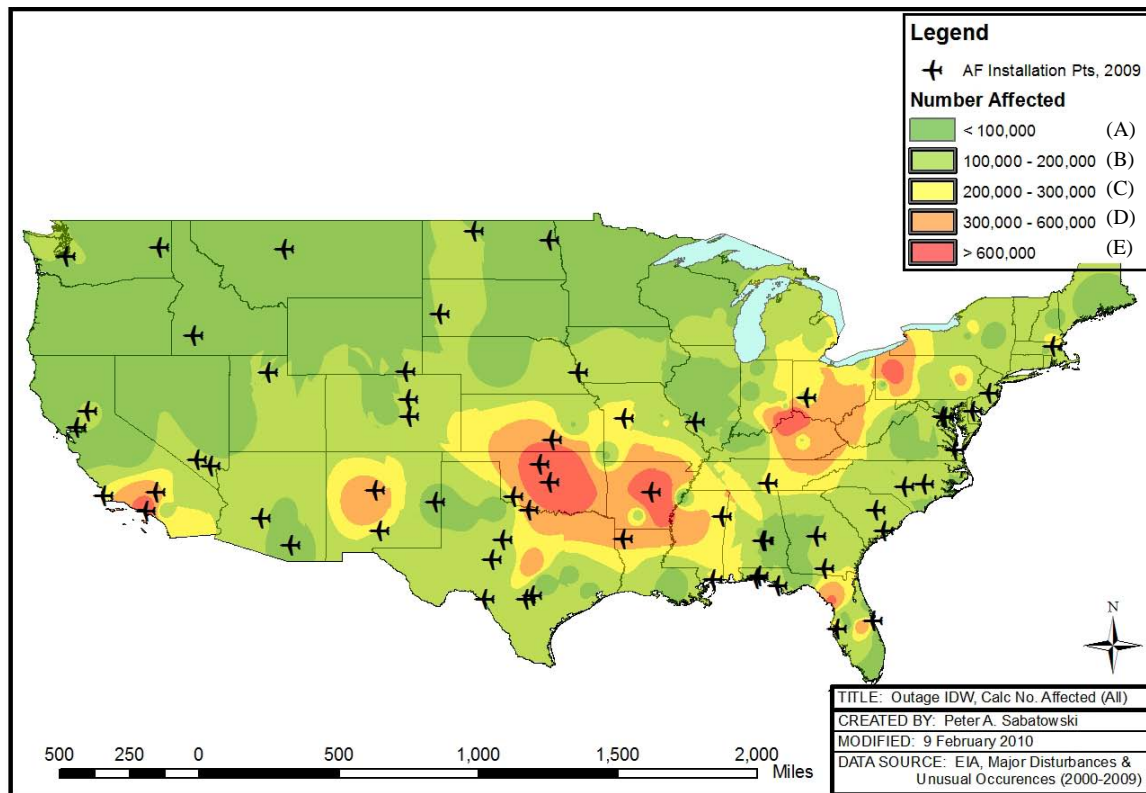 Legend
AF Installation Pts, 2009
Number Affected
< 100,000 (A)
100,000 - 200,000 (B)
200,000 - 300,000 (C)
300,000 - 600,000 (D)
> 600,000 (E)
N
TITLE: Outage IDW, Calc No. Affected (All)
CREATED BY: Peter A. Sabatowski
MODIFIED: 9 February 2010
DATA SOURCE: EIA, Major Disturbances &
Unusual Occurences (2000-2009)
500 250 0 500 1,000 1,500 2,000
Miles